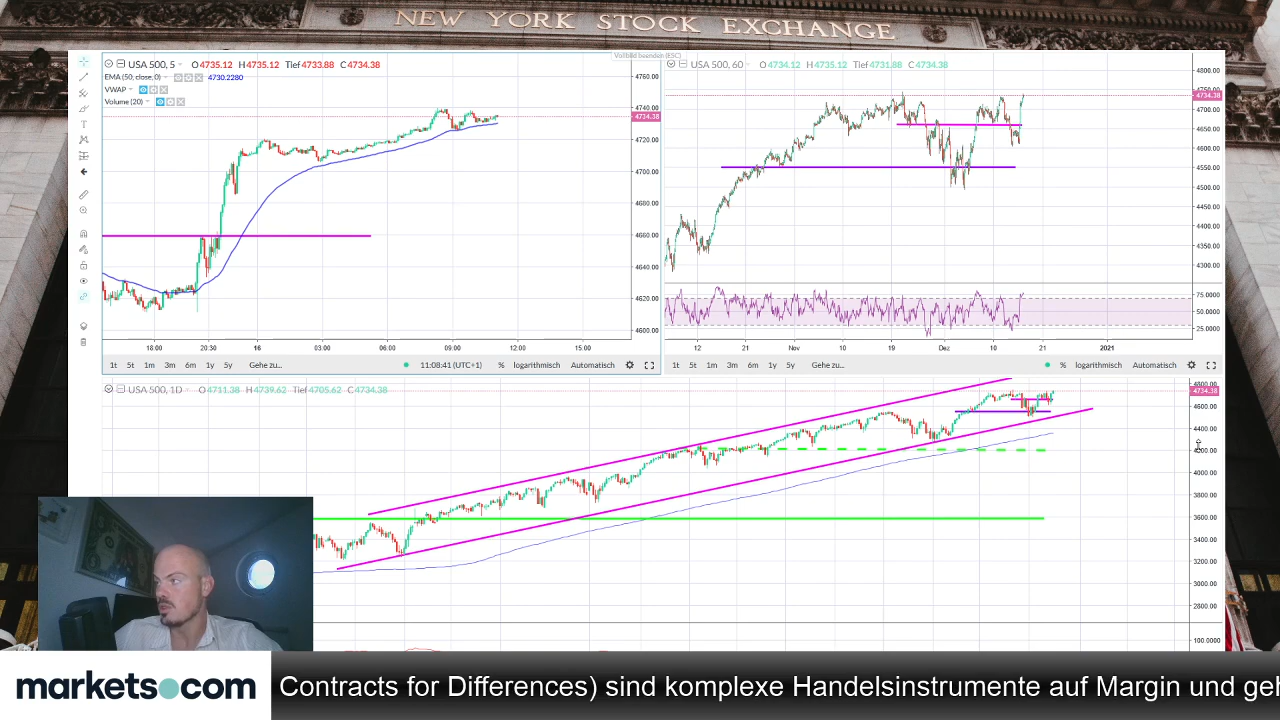 NEW YORK STOCK EXCHANGE
Vollbild beenden (ESC)
USA 500, 5 O4735.12 H4735.12 Tief4733.88 C4734.38
EMA (50, close, 0) 4730.2280
VWAP
Volume (20)
4760.00
4740.00
4734.38
4720.00
4700.00
4680.00
4660.00
4640.00
4620.00
4600.00
18:00 20:30 16 03:00 06:00 09:00 12:00 15:00
1t 5t 1m 3m 6m 1y 5y Gehe zu... 11:08:41 (UTC+1) % logarithmisch Automatisch
USA 500, 60 O4734.12 H4735.12 Tief4731.88 C4734.38
4800.00
4734.38
4700.00
4650.00
4600.00
4550.00
4500.00
4450.00
4400.00
4350.00
4300.00
75.0000
50.0000
25.0000
12 21 Nov 10 19 Dez 10 21 2021
1t 5t 1m 3m 6m 1y 5y Gehe zu... % logarithmisch Automatisch
USA 500, 1D O4711.38 H4739.62 Tief4705.62 C4734.38
4800.00
4734.38
4600.00
4400.00
4200.00
4000.00
3800.00
3600.00
3400.00
3200.00
3000.00
2800.00
100.0000
markets.com
Contracts for Differences) sind komplexe Handelsinstrumente auf Margin und geh